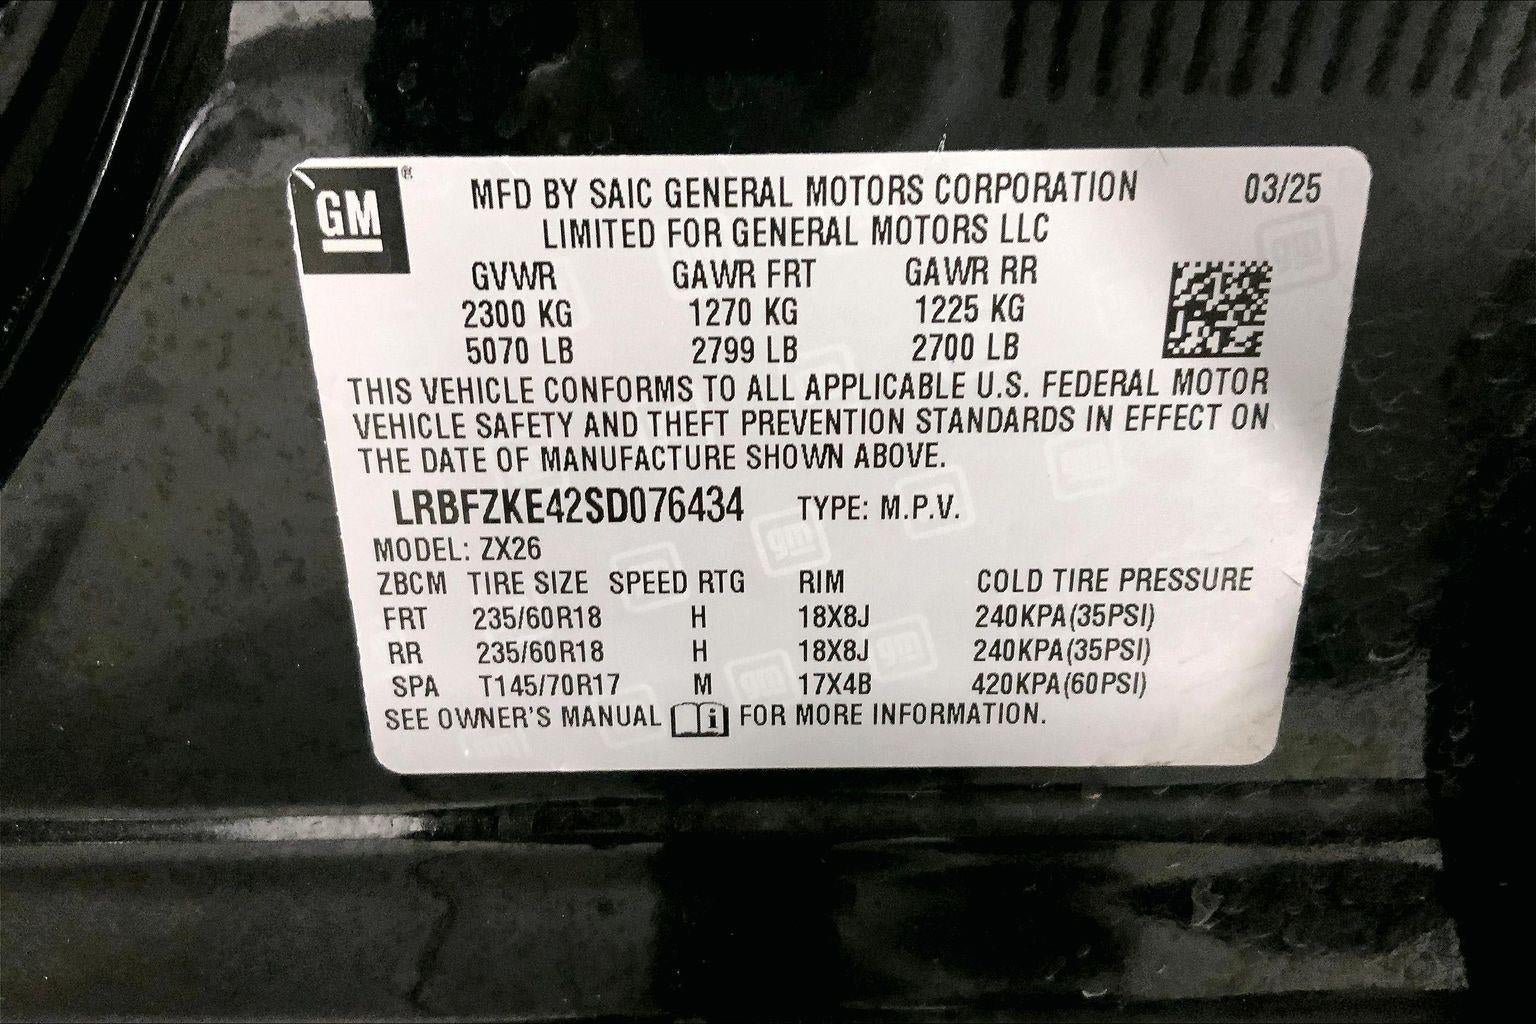 GM ®
MFD BY SAIC GENERAL MOTORS CORPORATION 03/25
LIMITED FOR GENERAL MOTORS LLC
GVWR GAWR FRT GAWR RR
2300 KG 1270 KG 1225 KG
5070 LB 2799 LB 2700 LB
THIS VEHICLE CONFORMS TO ALL APPLICABLE U.S. FEDERAL MOTOR
VEHICLE SAFETY AND THEFT PREVENTION STANDARDS IN EFFECT ON
THE DATE OF MANUFACTURE SHOWN ABOVE.
LRBFZKE42SD076434 TYPE: M.P.V.
MODEL: ZX26
ZBCM TIRE SIZE SPEED RTG RIM COLD TIRE PRESSURE
FRT 235/60R18 H 18X8J 240KPA(35PSI)
RR 235/60R18 H 18X8J 240KPA(35PSI)
SPA T145/70R17 M 17X4B 420KPA(60PSI)
SEE OWNER'S MANUAL i FOR MORE INFORMATION.